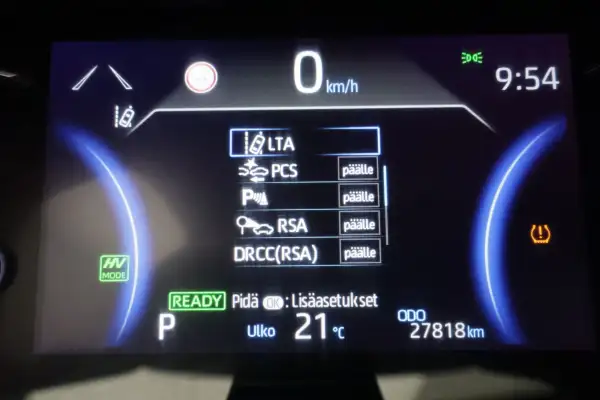 0 km/h
9:54
LTA
PCS päälle
P päälle
RSA päälle
DRCC(RSA) päälle
HV
MODE
READY Pidä OK : Lisäasetukset
P
Ulko 21 °C
ODO
27818 km